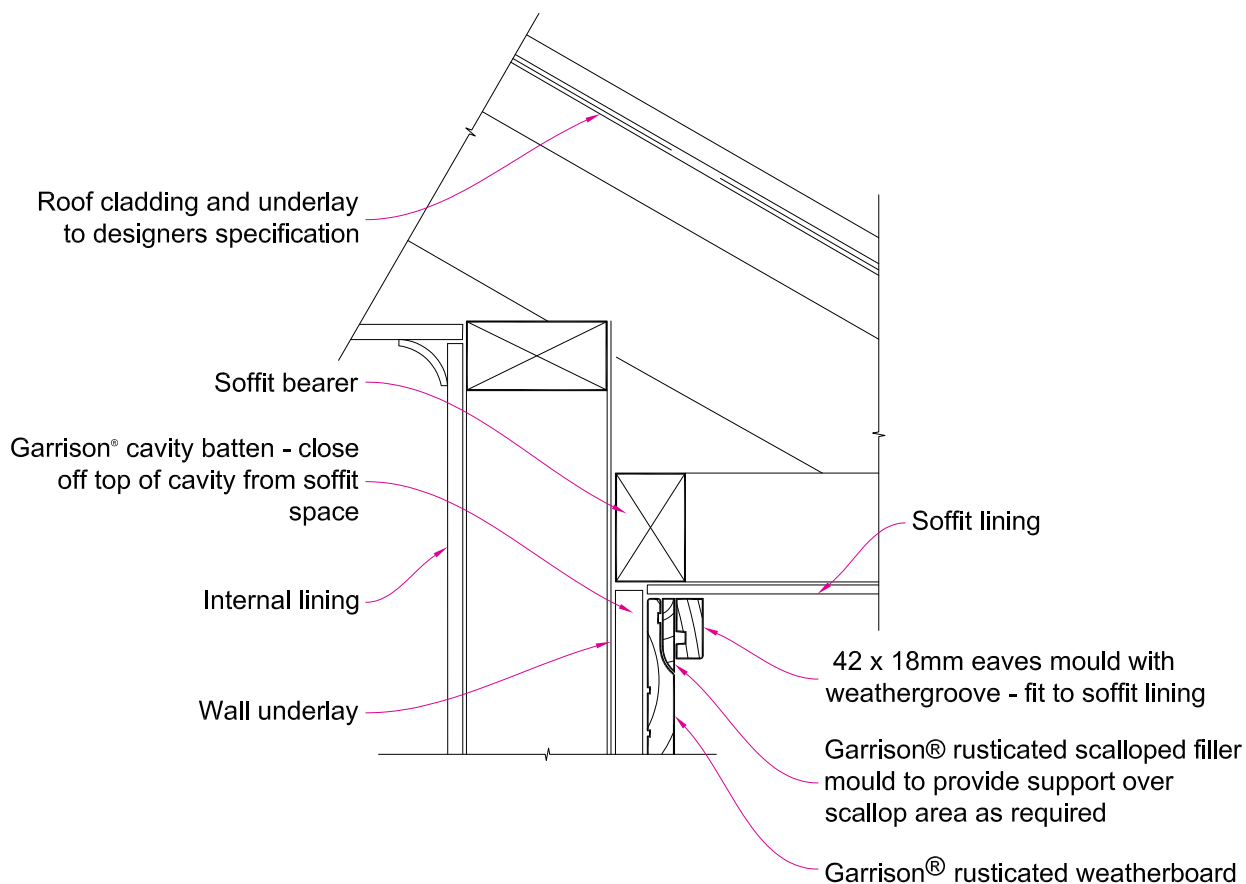 Roof cladding and underlay
to designers specification
Soffit bearer
Garrison® cavity batten - close
off top of cavity from soffit
space
Internal lining
Wall underlay
Soffit lining
42 x 18mm eaves mould with
weathergroove - fit to soffit lining
Garrison® rusticated scalloped filler
mould to provide support over
scallop area as required
Garrison® rusticated weatherboard